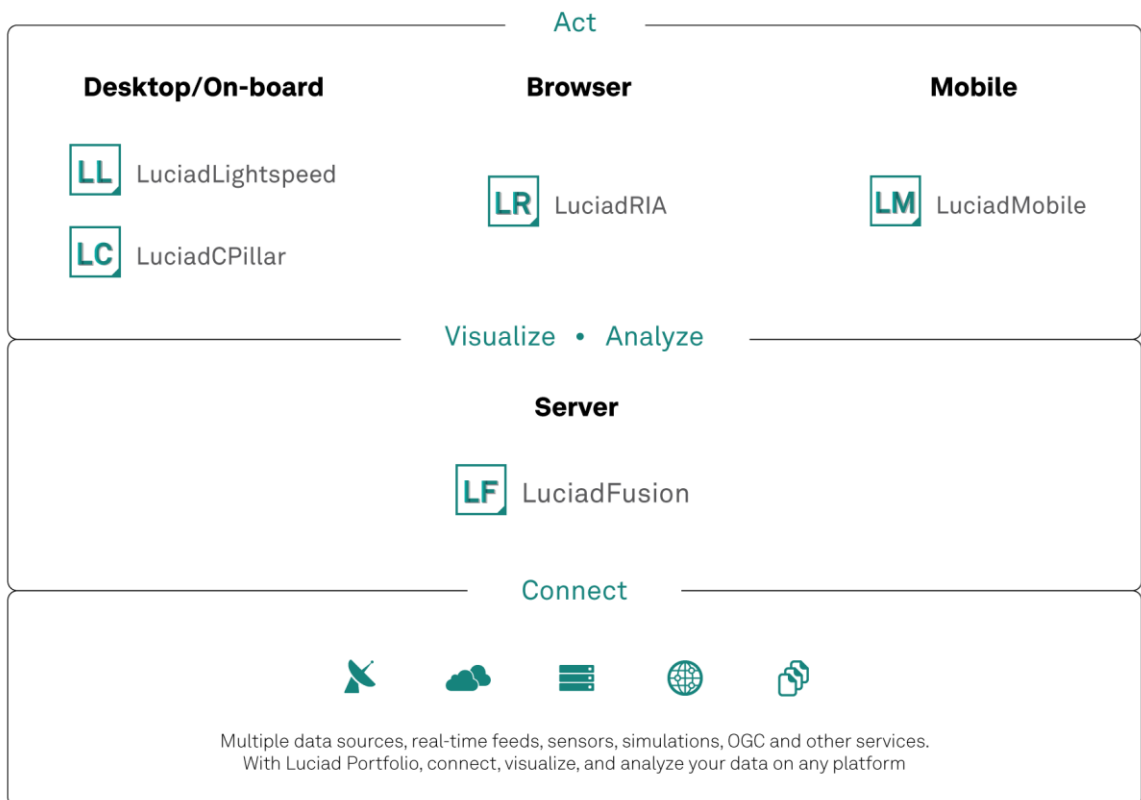 Act
Desktop/On-board
Browser
Mobile
LL LuciadLightspeed
LR LuciadRIA
LM LuciadMobile
LC LuciadCPillar
Visualize • Analyze
Server
LF LuciadFusion
Connect
Multiple data sources, real-time feeds, sensors, simulations, OGC and other services.
With Luciad Portfolio, connect, visualize, and analyze your data on any platform